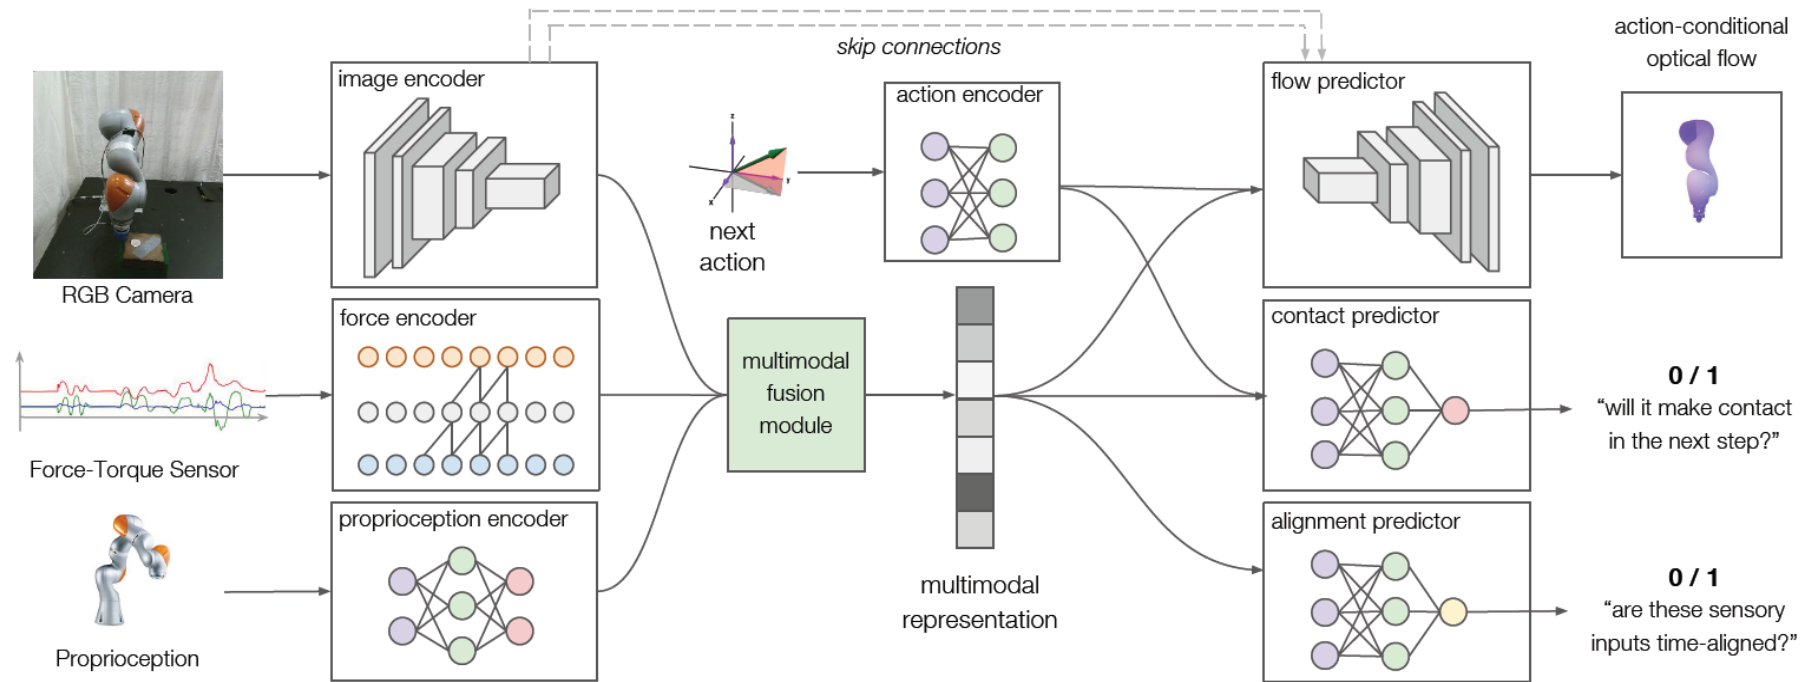 skip connections
action-conditional
optical flow
image encoder
action encoder
flow predictor
z
y
x
next
action
RGB Camera
force encoder
contact predictor
multimodal
fusion
module
0 / 1
“will it make contact
in the next step?”
Force-Torque Sensor
proprioception encoder
alignment predictor
multimodal
representation
0 / 1
“are these sensory
inputs time-aligned?”
Proprioception